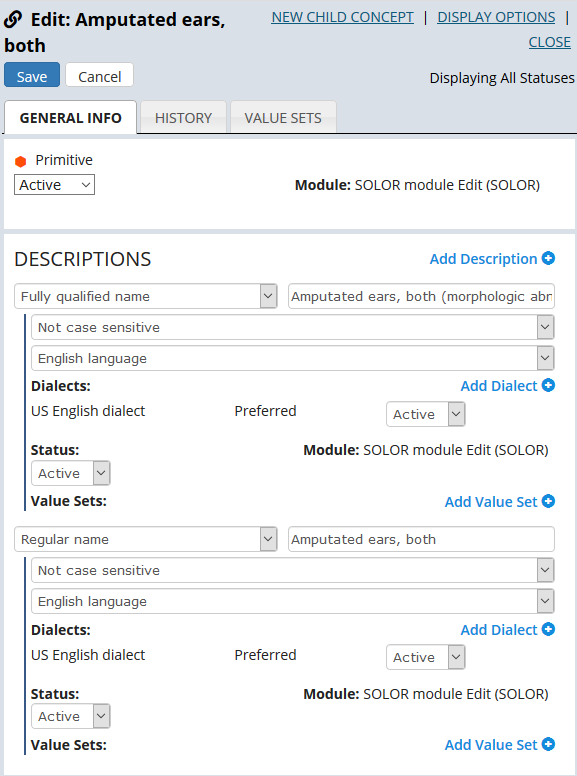 Edit: Amputated ears, both
NEW CHILD CONCEPT | DISPLAY OPTIONS | CLOSE
Save Cancel
Displaying All Statuses
GENERAL INFO HISTORY VALUE SETS
Primitive
Active Module: SOLOR module Edit (SOLOR)
DESCRIPTIONS Add Description
Fully qualified name Amputated ears, both (morphologic abn
Not case sensitive
English language
Dialects: Add Dialect
US English dialect Preferred Active
Status: Module: SOLOR module Edit (SOLOR)
Active
Value Sets: Add Value Set
Regular name Amputated ears, both
Not case sensitive
English language
Dialects: Add Dialect
US English dialect Preferred Active
Status: Module: SOLOR module Edit (SOLOR)
Active
Value Sets: Add Value Set